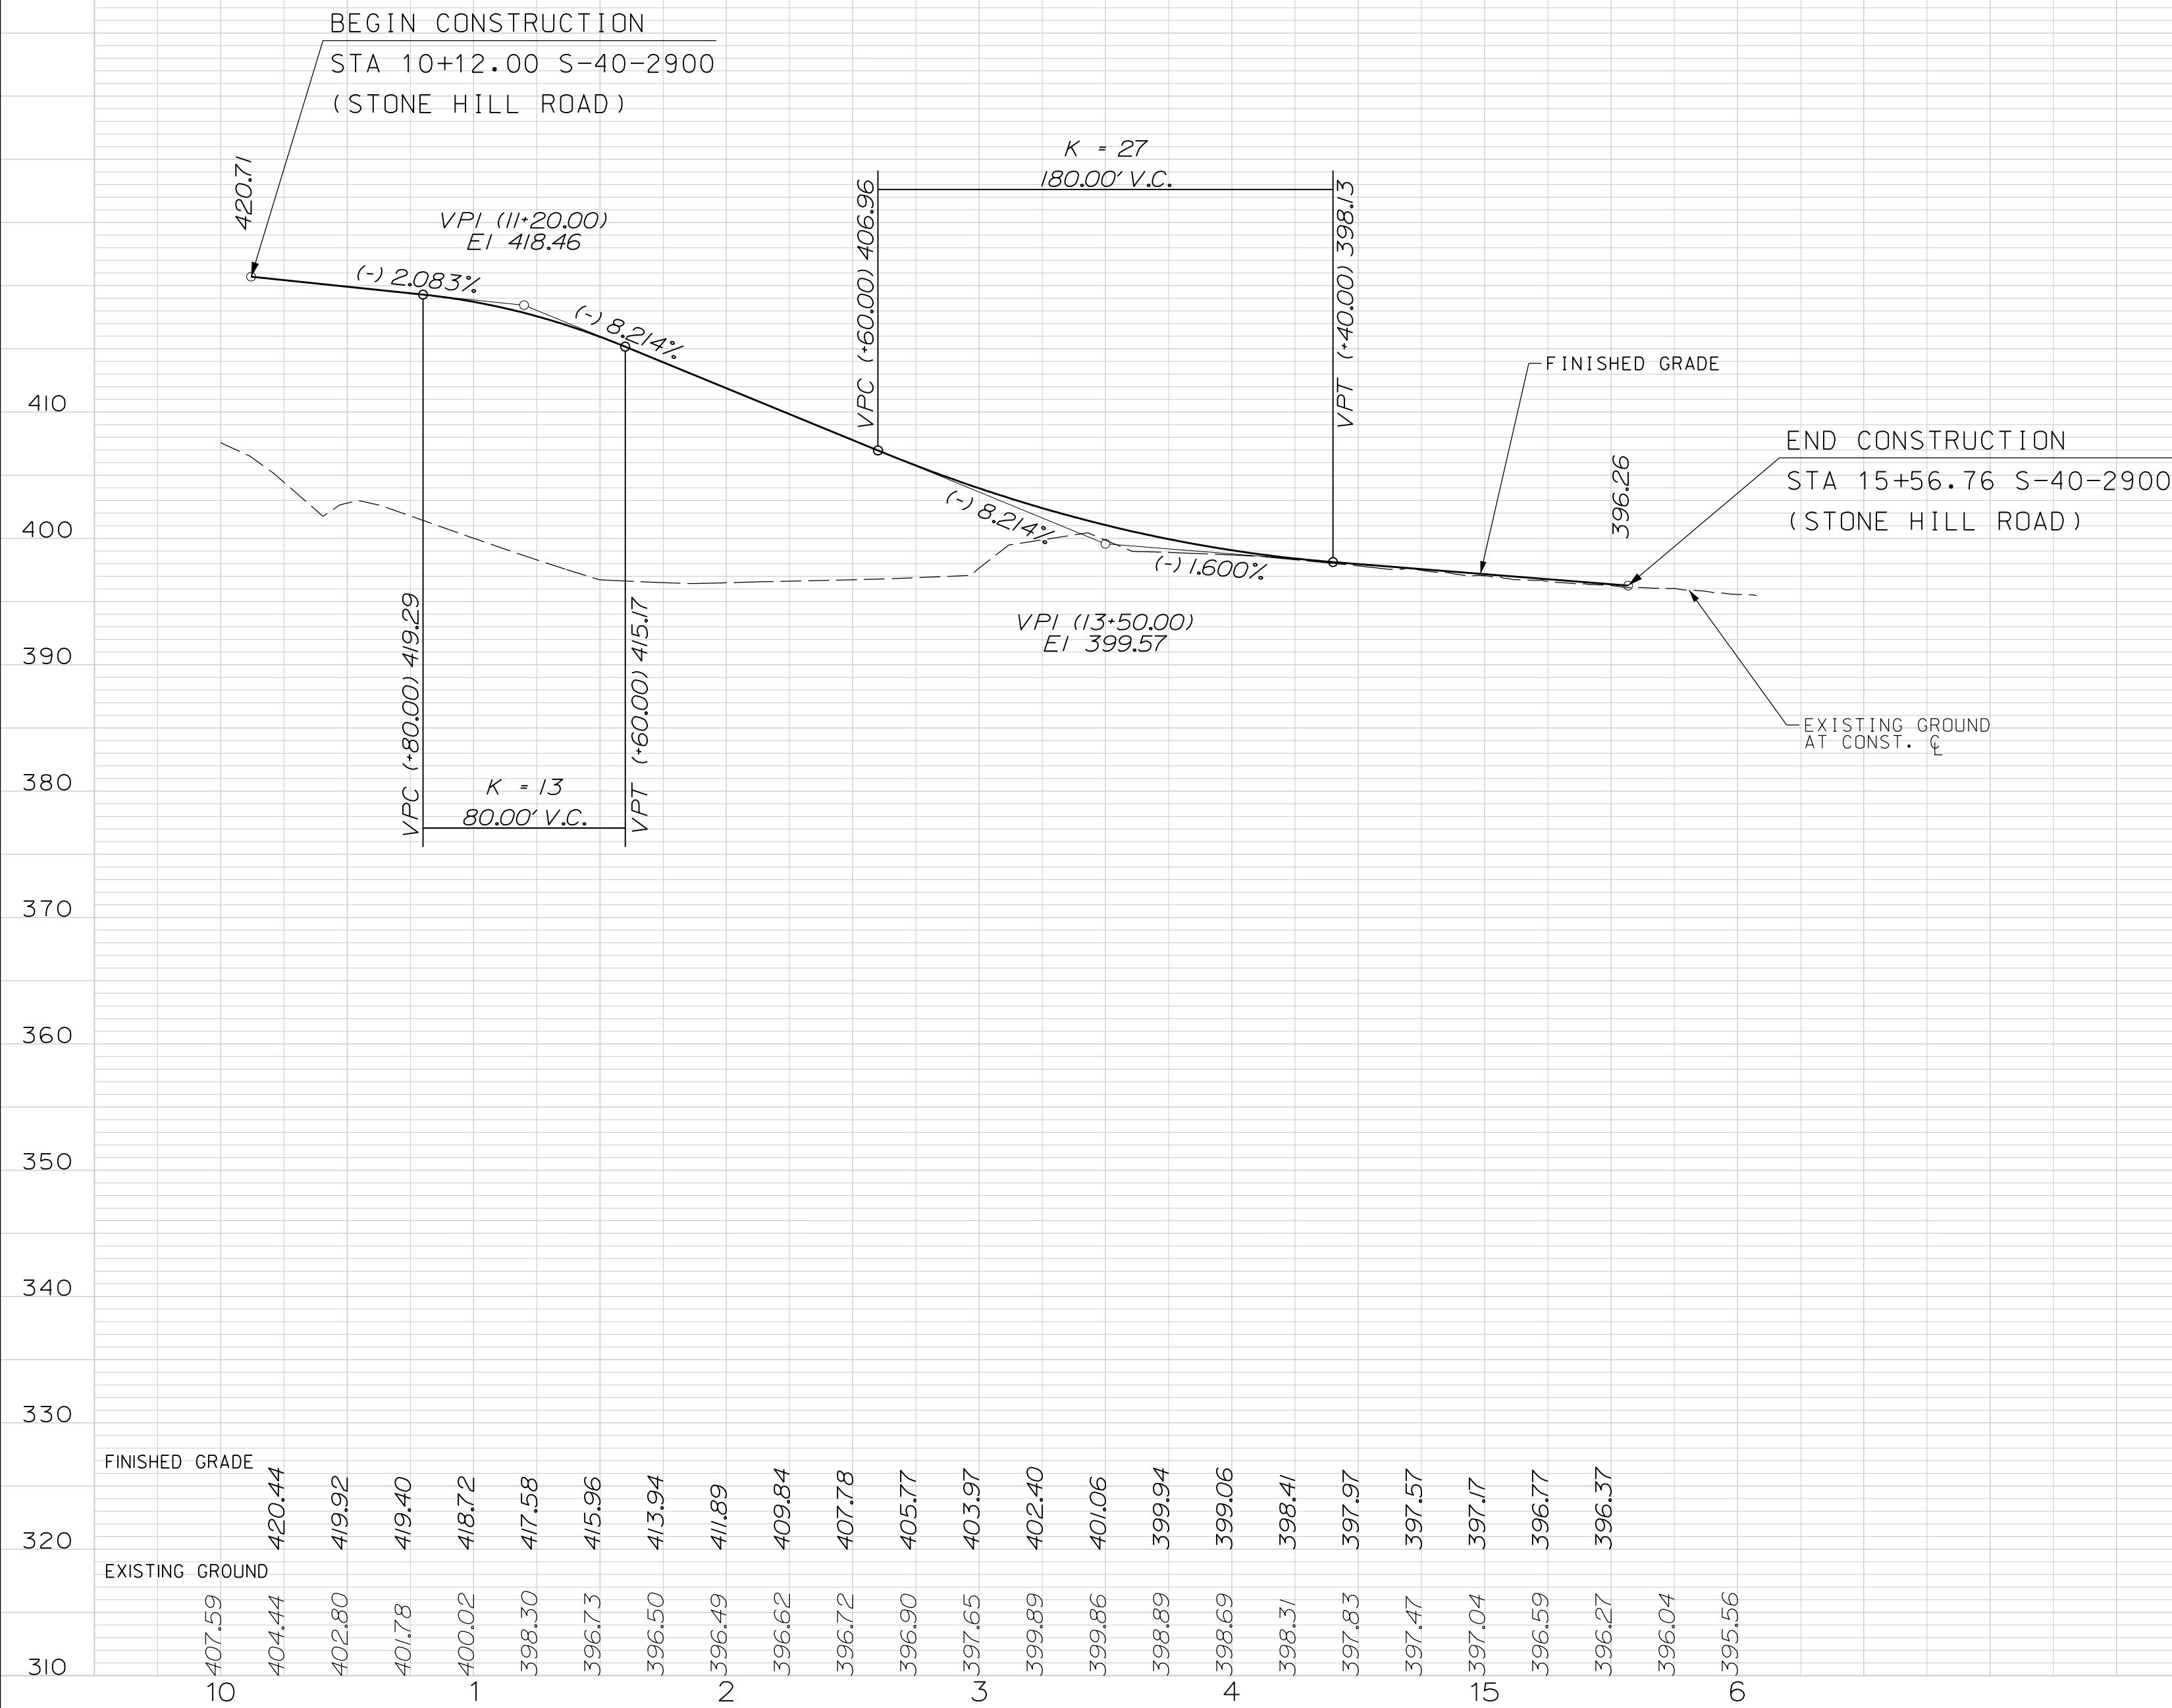 BEGIN CONSTRUCTION
STA 10+12.00 S-40-2900
(STONE HILL ROAD)
420.71
VPI (11+20.00)
El 418.46
(-) 2.083%
(-) 8.214%
K = 27
180.00' V.C.
VPC (+60.00) 406.96
VPT (+40.00) 398.13
FINISHED GRADE
END CONSTRUCTION
STA 15+56.76 S-40-2900
(STONE HILL ROAD)
396.26
(-) 8.214%
(-) 1.600%
VPI (13+50.00)
El 399.57
VPC (+80.00) 419.29
VPT (+60.00) 415.17
K = 13
80.00' V.C.
EXISTING GROUND
AT CONST. ℄
410
400
390
380
370
360
350
340
330
320
310
FINISHED GRADE
420.44 419.92 419.40 418.72 417.58 415.96 413.94 411.89 409.84 407.78 405.77 403.97 402.40 401.06 399.94 399.06 398.41 397.97 397.57 397.17 396.77 396.37
EXISTING GROUND
407.59 404.44 402.80 401.78 400.02 398.30 396.73 396.50 396.49 396.62 396.72 396.90 397.65 399.89 399.86 398.89 398.69 398.31 397.83 397.47 397.04 396.59 396.27 396.04 395.56
10 1 2 3 4 15 6